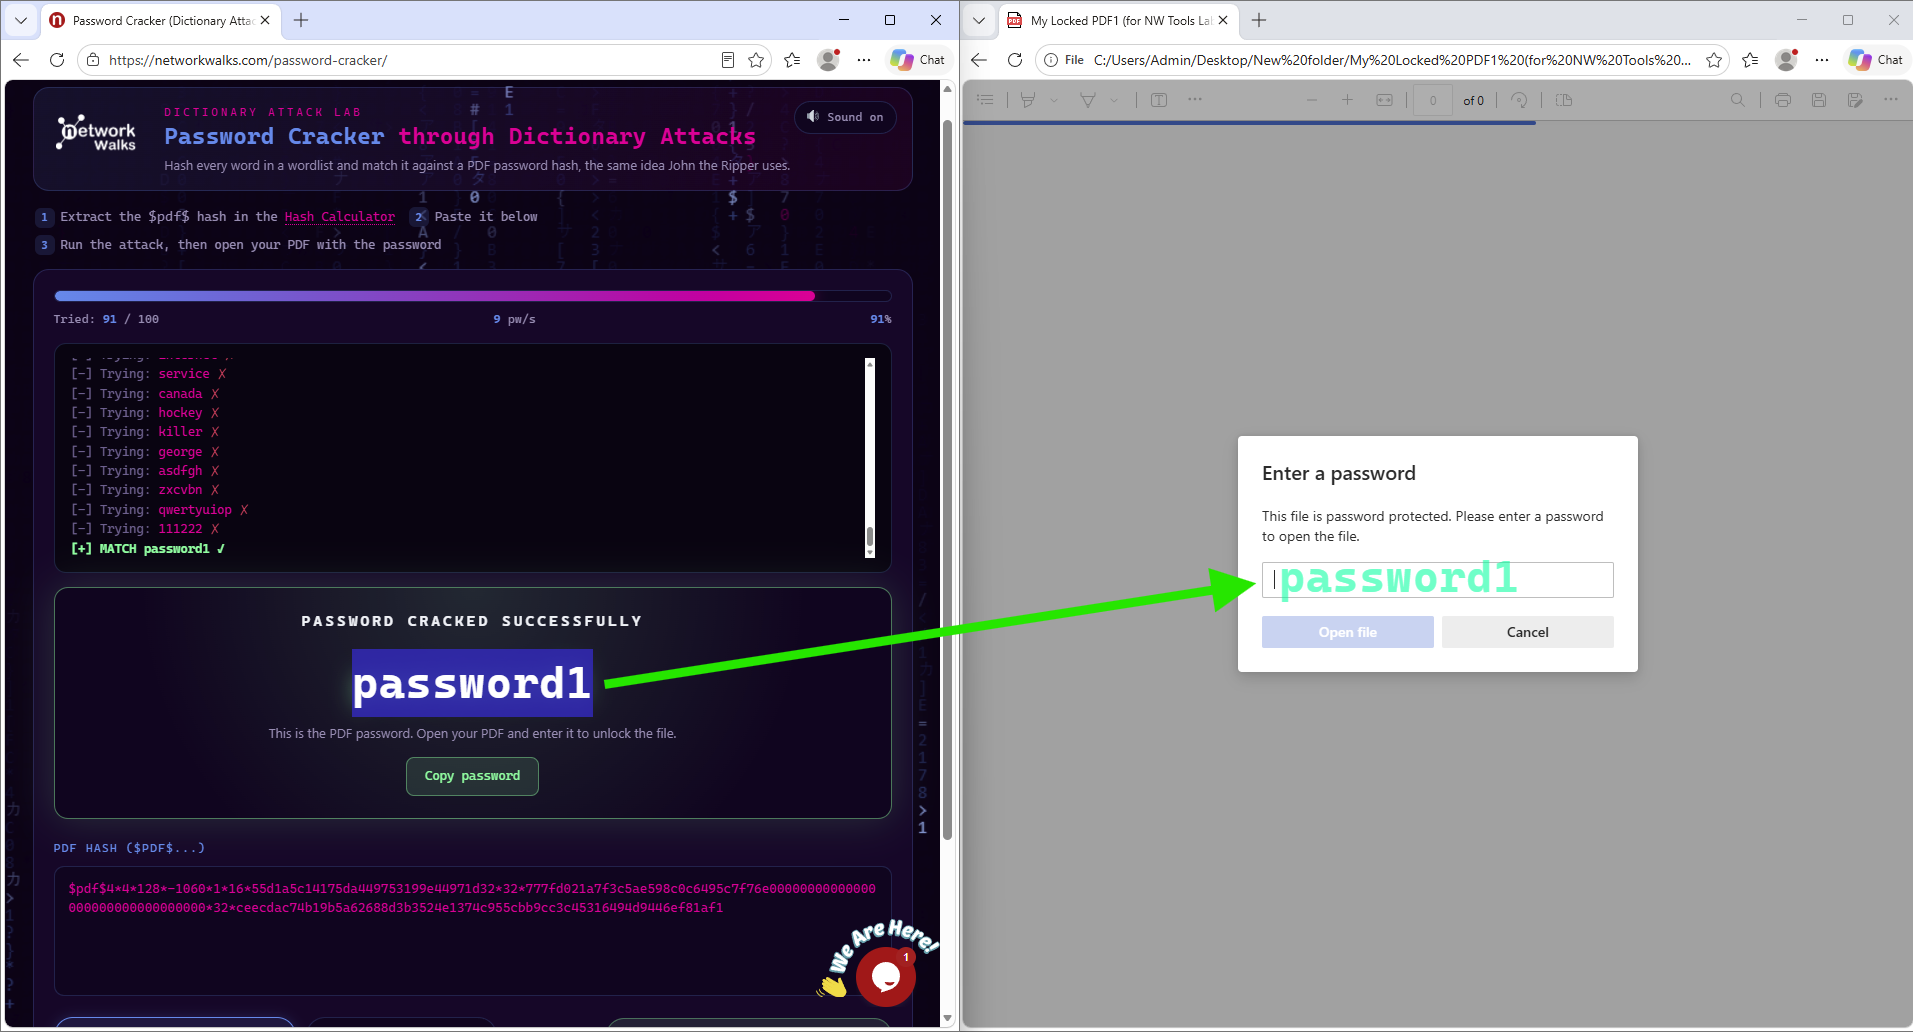 Password Cracker (Dictionary Attac
https://networkwalks.com/password-cracker/
Chat
network
Walks
DICTIONARY ATTACK LAB
Password Cracker through Dictionary Attacks
Hash every word in a wordlist and match it against a PDF password hash, the same idea John the Ripper uses.
Sound on
1 Extract the $pdf$ hash in the Hash Calculator 2 Paste it below
3 Run the attack, then open your PDF with the password
Tried: 91 / 100
9 pw/s
91%
[-] Trying: service ✗
[-] Trying: canada ✗
[-] Trying: hockey ✗
[-] Trying: killer ✗
[-] Trying: george ✗
[-] Trying: asdfgh ✗
[-] Trying: zxcvbn ✗
[-] Trying: qwertyuiop ✗
[-] Trying: 111222 ✗
[+] MATCH password1 ✓
PASSWORD CRACKED SUCCESSFULLY
password1
This is the PDF password. Open your PDF and enter it to unlock the file.
Copy password
PDF HASH ($PDF$...)
$pdf$4*4*128*-1060*1*16*55d1a5c14175da449753199e44971d32*32*777fd021a7f3c5ae598c0c6495c7f76e00000000000000
000000000000000000*32*ceecdac74b19b5a62688d3b3524e1374c955cbb9cc3c45316494d9446ef81af1
We Are Here!
1
My Locked PDF1 (for NW Tools La
File
C:/Users/Admin/Desktop/New%20folder/My%20Locked%20PDF1%20(for%20NW%20Tools%20...
Chat
0
of 0
Enter a password
This file is password protected. Please enter a password
to open the file.
password1
Open file
Cancel